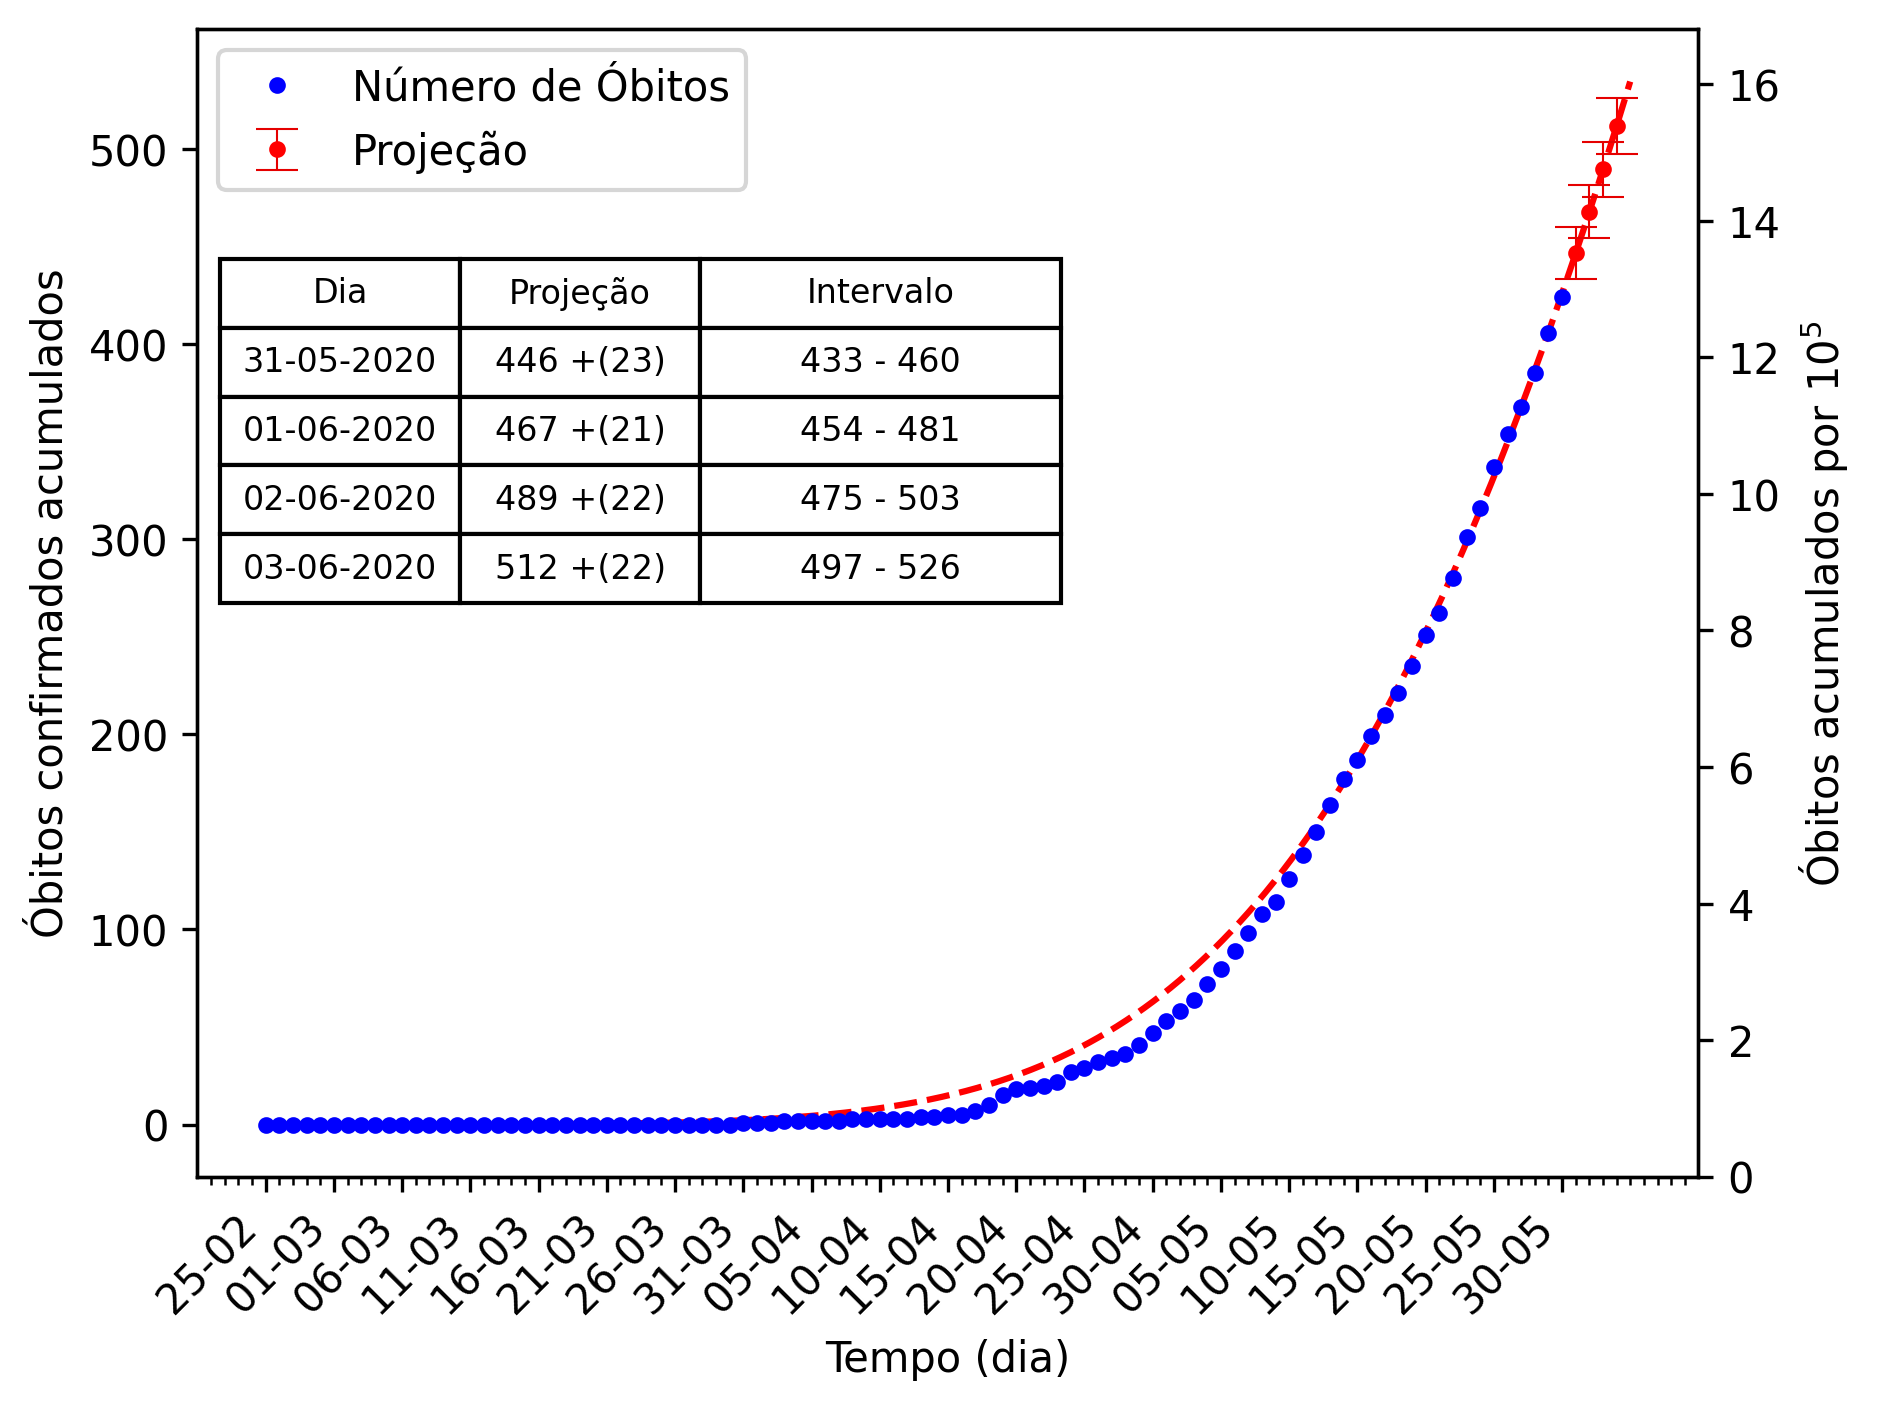 Número de Óbitos
Projeção
Dia Projeção Intervalo
31-05-2020 446 +(23) 433 - 460
01-06-2020 467 +(21) 454 - 481
02-06-2020 489 +(22) 475 - 503
03-06-2020 512 +(22) 497 - 526
Óbitos confirmados acumulados
500
400
300
200
100
0
Óbitos acumulados por 10⁵
16
14
12
10
8
6
4
2
0
25-02 01-03 06-03 11-03 16-03 21-03 26-03 31-03 05-04 10-04 15-04 20-04 25-04 30-04 05-05 10-05 15-05 20-05 25-05 30-05
Tempo (dia)